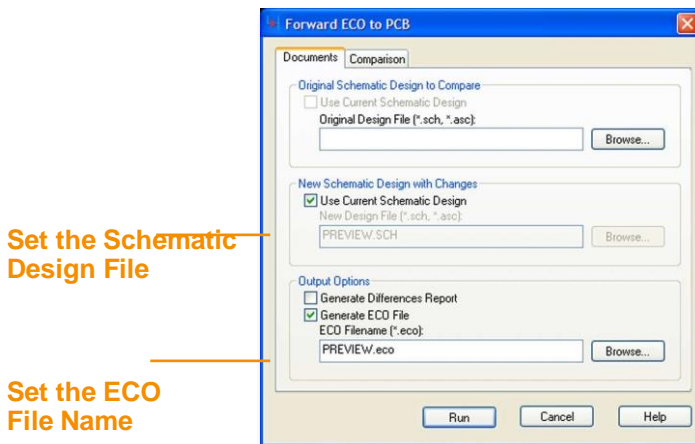 Forward ECO to PCB
Documents Comparison
Original Schematic Design to Compare
Use Current Schematic Design
Original Design File (*.sch, *.asc):
Browse...
New Schematic Design with Changes
Use Current Schematic Design
New Design File (*.sch, *.asc):
PREVIEW.SCH Browse...
Set the Schematic
Design File
Output Options
Generate Differences Report
Generate ECO File
ECO Filename (*.eco):
PREVIEW.eco Browse...
Set the ECO
File Name
Run Cancel Help